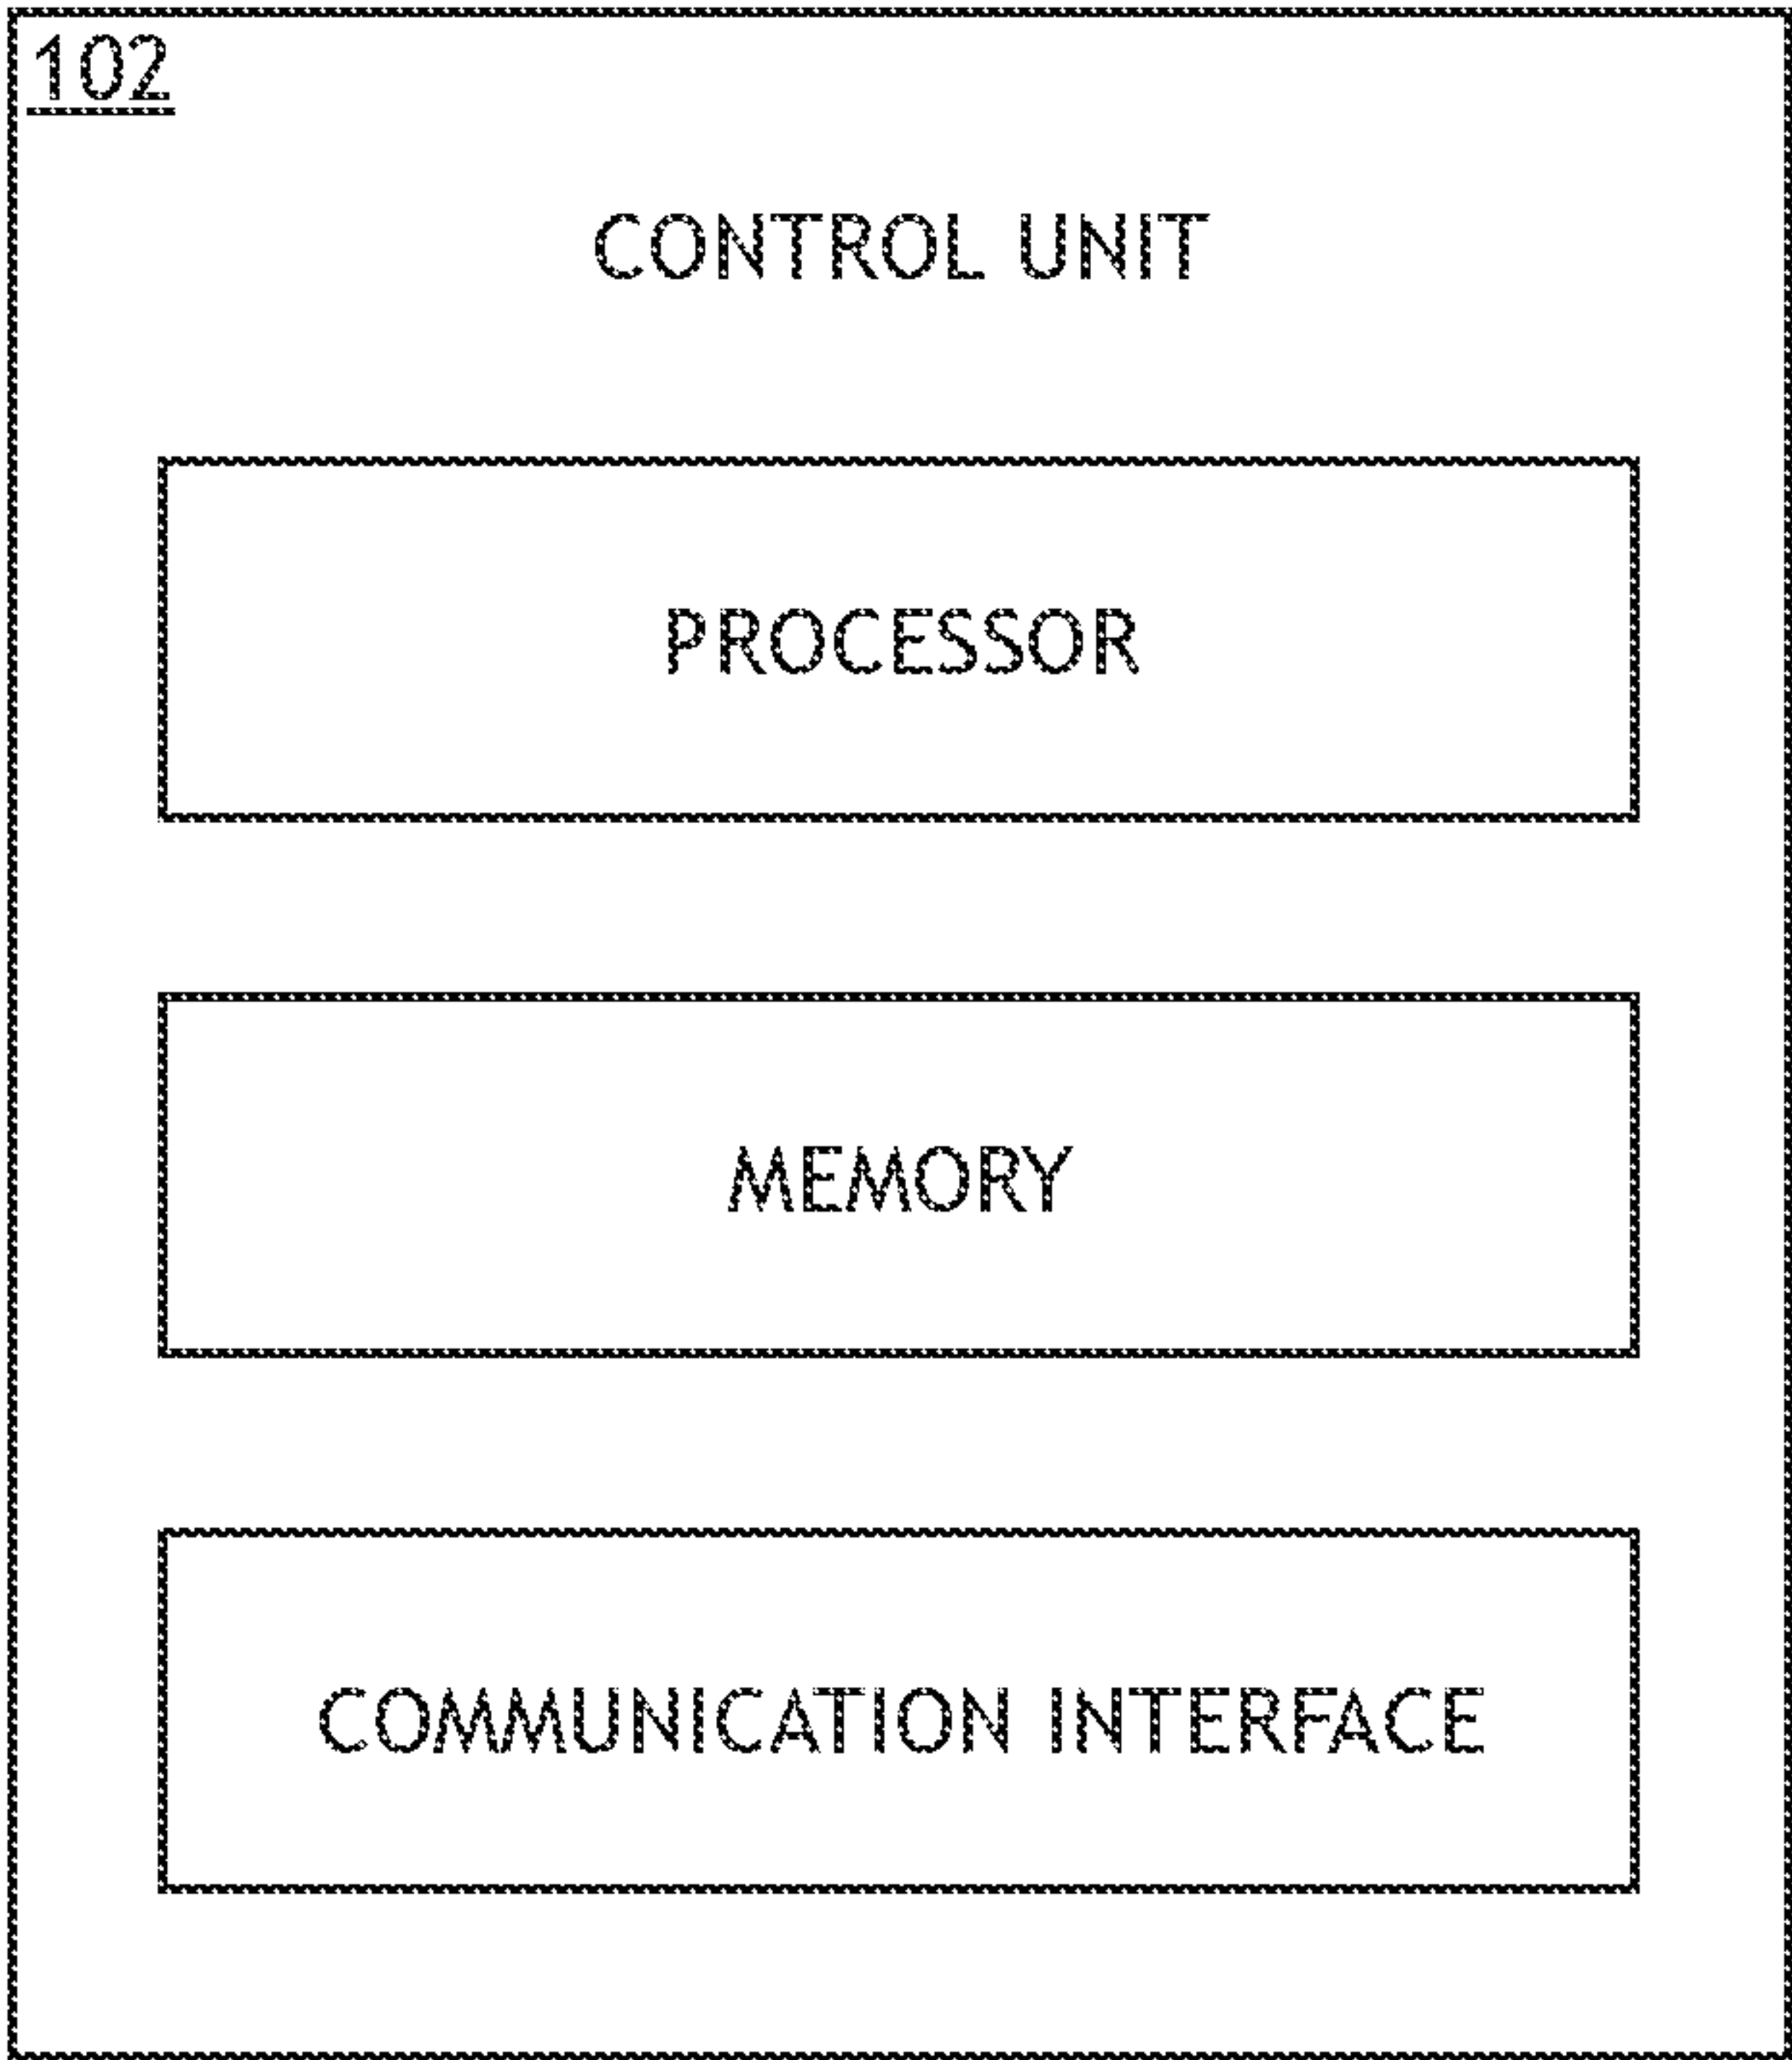 102
CONTROL UNIT
PROCESSOR
MEMORY
COMMUNICATION INTERFACE